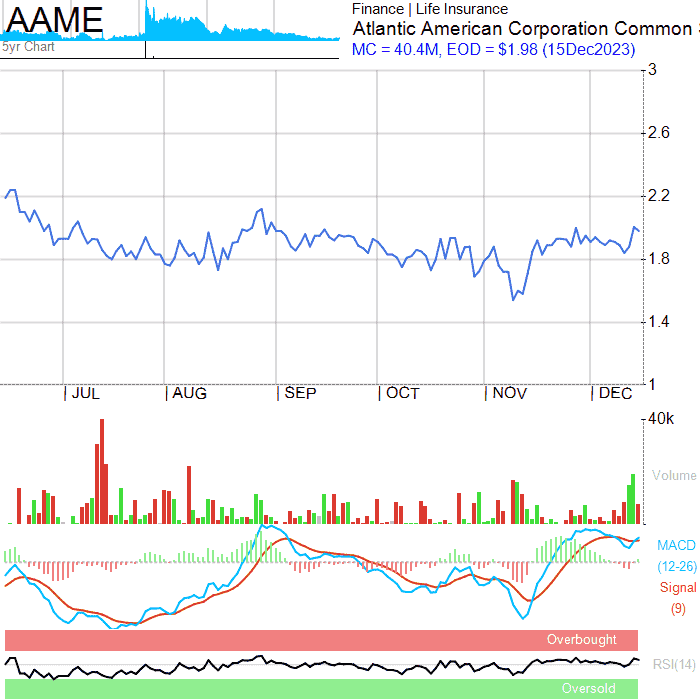 AAME
5yr Chart
Finance | Life Insurance
Atlantic American Corporation Common
MC = 40.4M, EOD = $1.98 (15Dec2023)
3
2.6
2.2
1.8
1.4
1
JUL AUG SEP OCT NOV DEC
40k
Volume
MACD
(12-26)
Signal
(9)
Overbought
RSI(14)
Oversold